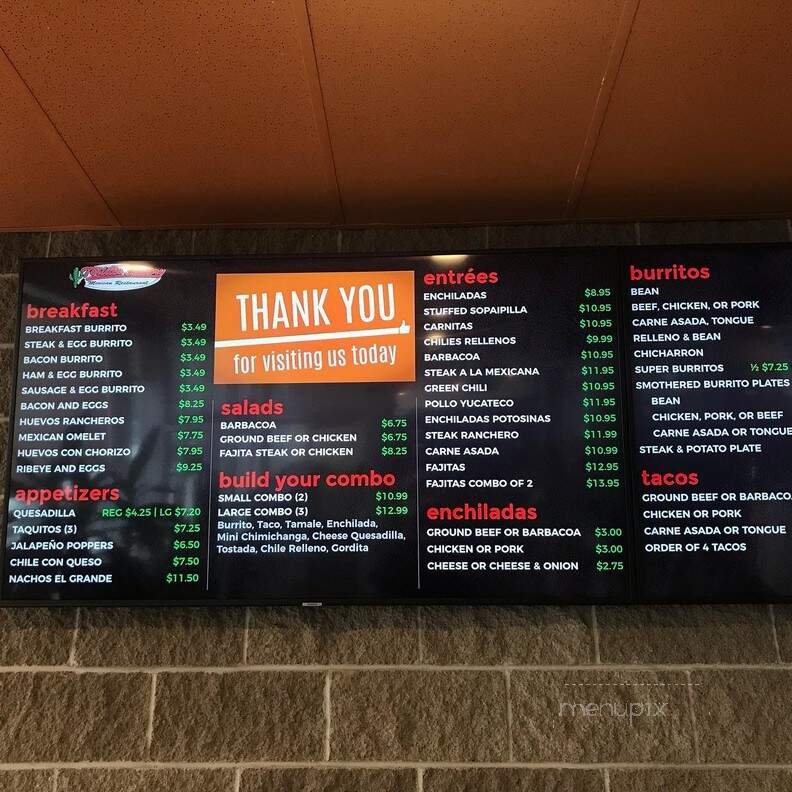 Mexican Restaurant
breakfast
BREAKFAST BURRITO $3.49
STEAK & EGG BURRITO $3.49
BACON BURRITO $3.49
HAM & EGG BURRITO $3.49
SAUSAGE & EGG BURRITO $3.49
BACON AND EGGS $8.25
HUEVOS RANCHEROS $7.95
MEXICAN OMELET $7.75
HUEVOS CON CHORIZO $7.95
RIBEYE AND EGGS $9.25
appetizers
QUESADILLA REG $4.25 | LG $7.20
TAQUITOS (3) $7.25
JALAPEÑO POPPERS $6.50
CHILE CON QUESO $7.50
NACHOS EL GRANDE $11.50
THANK YOU
for visiting us today
salads
BARBACOA $6.75
GROUND BEEF OR CHICKEN $6.75
FAJITA STEAK OR CHICKEN $8.25
build your combo
SMALL COMBO (2) $10.99
LARGE COMBO (3) $12.99
Burrito, Taco, Tamale, Enchilada,
Mini Chimichanga, Cheese Quesadilla,
Tostada, Chile Relleno, Gordita
entrées
ENCHILADAS $8.95
STUFFED SOPAIPILLA $10.95
CARNITAS $10.95
CHILIES RELLENOS $9.99
BARBACOA $10.95
STEAK A LA MEXICANA $11.95
GREEN CHILI $10.95
POLLO YUCATECO $11.95
ENCHILADAS POTOSINAS $10.95
STEAK RANCHERO $11.99
CARNE ASADA $10.99
FAJITAS $12.95
FAJITAS COMBO OF 2 $13.95
enchiladas
GROUND BEEF OR BARBACOA $3.00
CHICKEN OR PORK $3.00
CHEESE OR CHEESE & ONION $2.75
burritos
BEAN
BEEF, CHICKEN, OR PORK
CARNE ASADA, TONGUE
RELLENO & BEAN
CHICHARRON
SUPER BURRITOS ½ $7.25
SMOTHERED BURRITO PLATES
BEAN
CHICKEN, PORK, OR BEEF
CARNE ASADA OR TONGUE
STEAK & POTATO PLATE
tacos
GROUND BEEF OR BARBACO
CHICKEN OR PORK
CARNE ASADA OR TONGUE
ORDER OF 4 TACOS
menupix